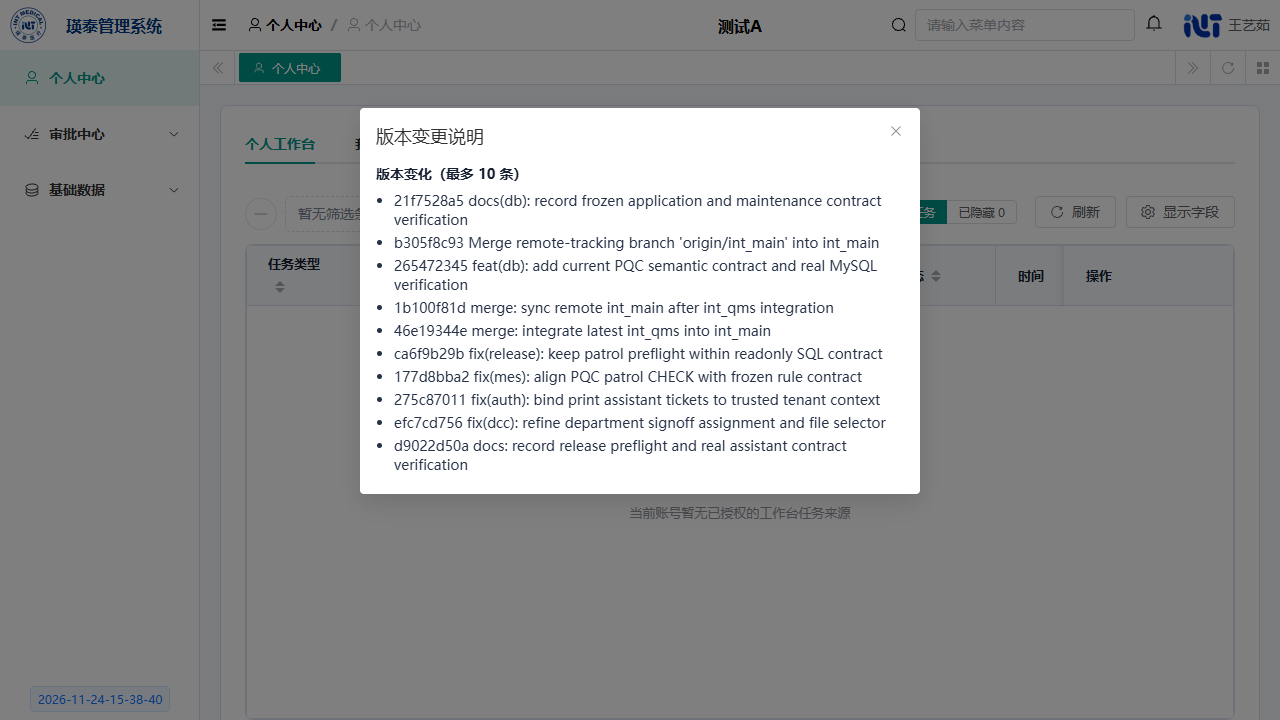 瑛泰管理系统
个人中心 / 个人中心
测试A
请输入菜单内容
王艺茹
个人中心
审批中心
基础数据
个人中心
个人工作台
暂无筛选
已隐藏 0
刷新
显示字段
任务类型
时间
操作
当前账号暂无已授权的工作台任务来源
版本变更说明
版本变化（最多 10 条）
21f7528a5 docs(db): record frozen application and maintenance contract
verification
b305f8c93 Merge remote-tracking branch 'origin/int_main' into int_main
265472345 feat(db): add current PQC semantic contract and real MySQL
verification
1b100f81d merge: sync remote int_main after int_qms integration
46e19344e merge: integrate latest int_qms into int_main
ca6f9b29b fix(release): keep patrol preflight within readonly SQL contract
177d8bba2 fix(mes): align PQC patrol CHECK with frozen rule contract
275c87011 fix(auth): bind print assistant tickets to trusted tenant context
efc7cd756 fix(dcc): refine department signoff assignment and file selector
d9022d50a docs: record release preflight and real assistant contract
verification
2026-11-24-15-38-40